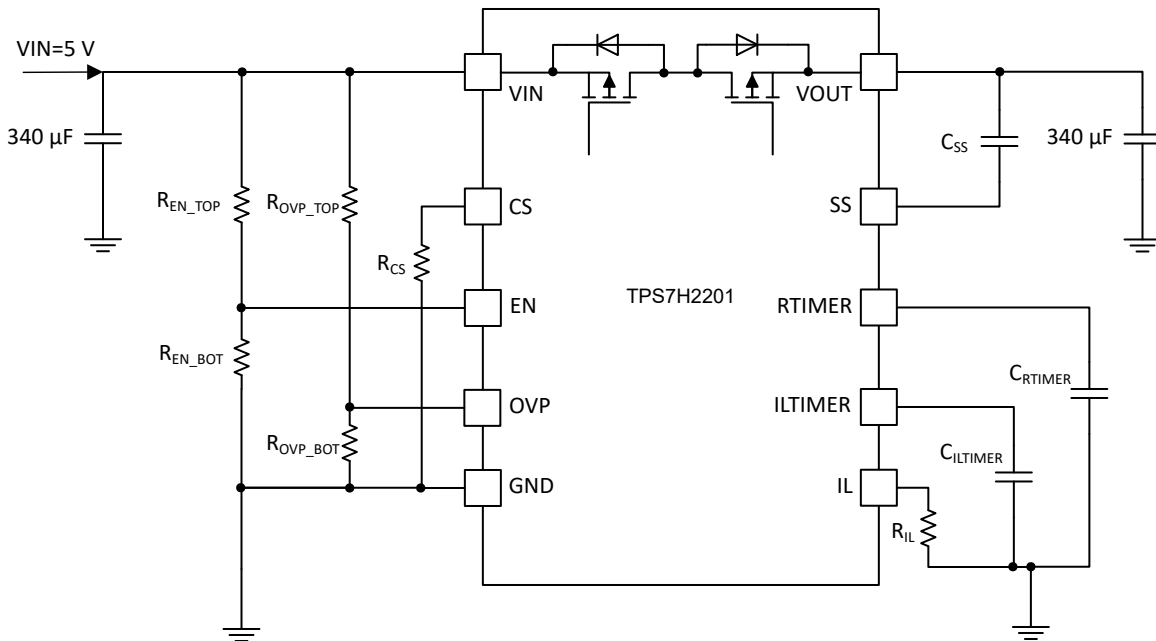 VIN=5 V
VIN
VOUT
340 µF
C_SS
340 µF
R_EN_TOP
R_OVP_TOP
CS
SS
R_CS
TPS7H2201
EN
RTIMER
R_EN_BOT
C_RTIMER
OVP
ILTIMER
R_OVP_BOT
C_ILTIMER
GND
IL
R_IL